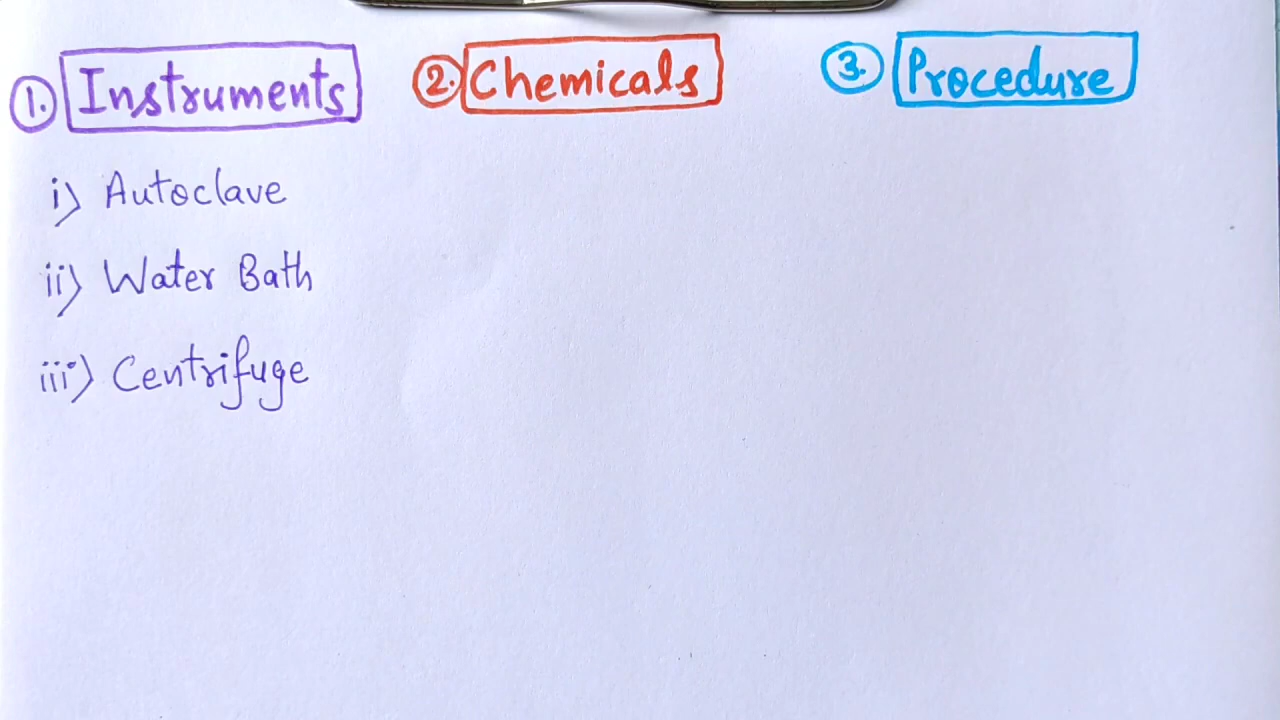 1. Instruments 2. Chemicals 3. Procedure
i) Autoclave
ii) Water Bath
iii) Centrifuge